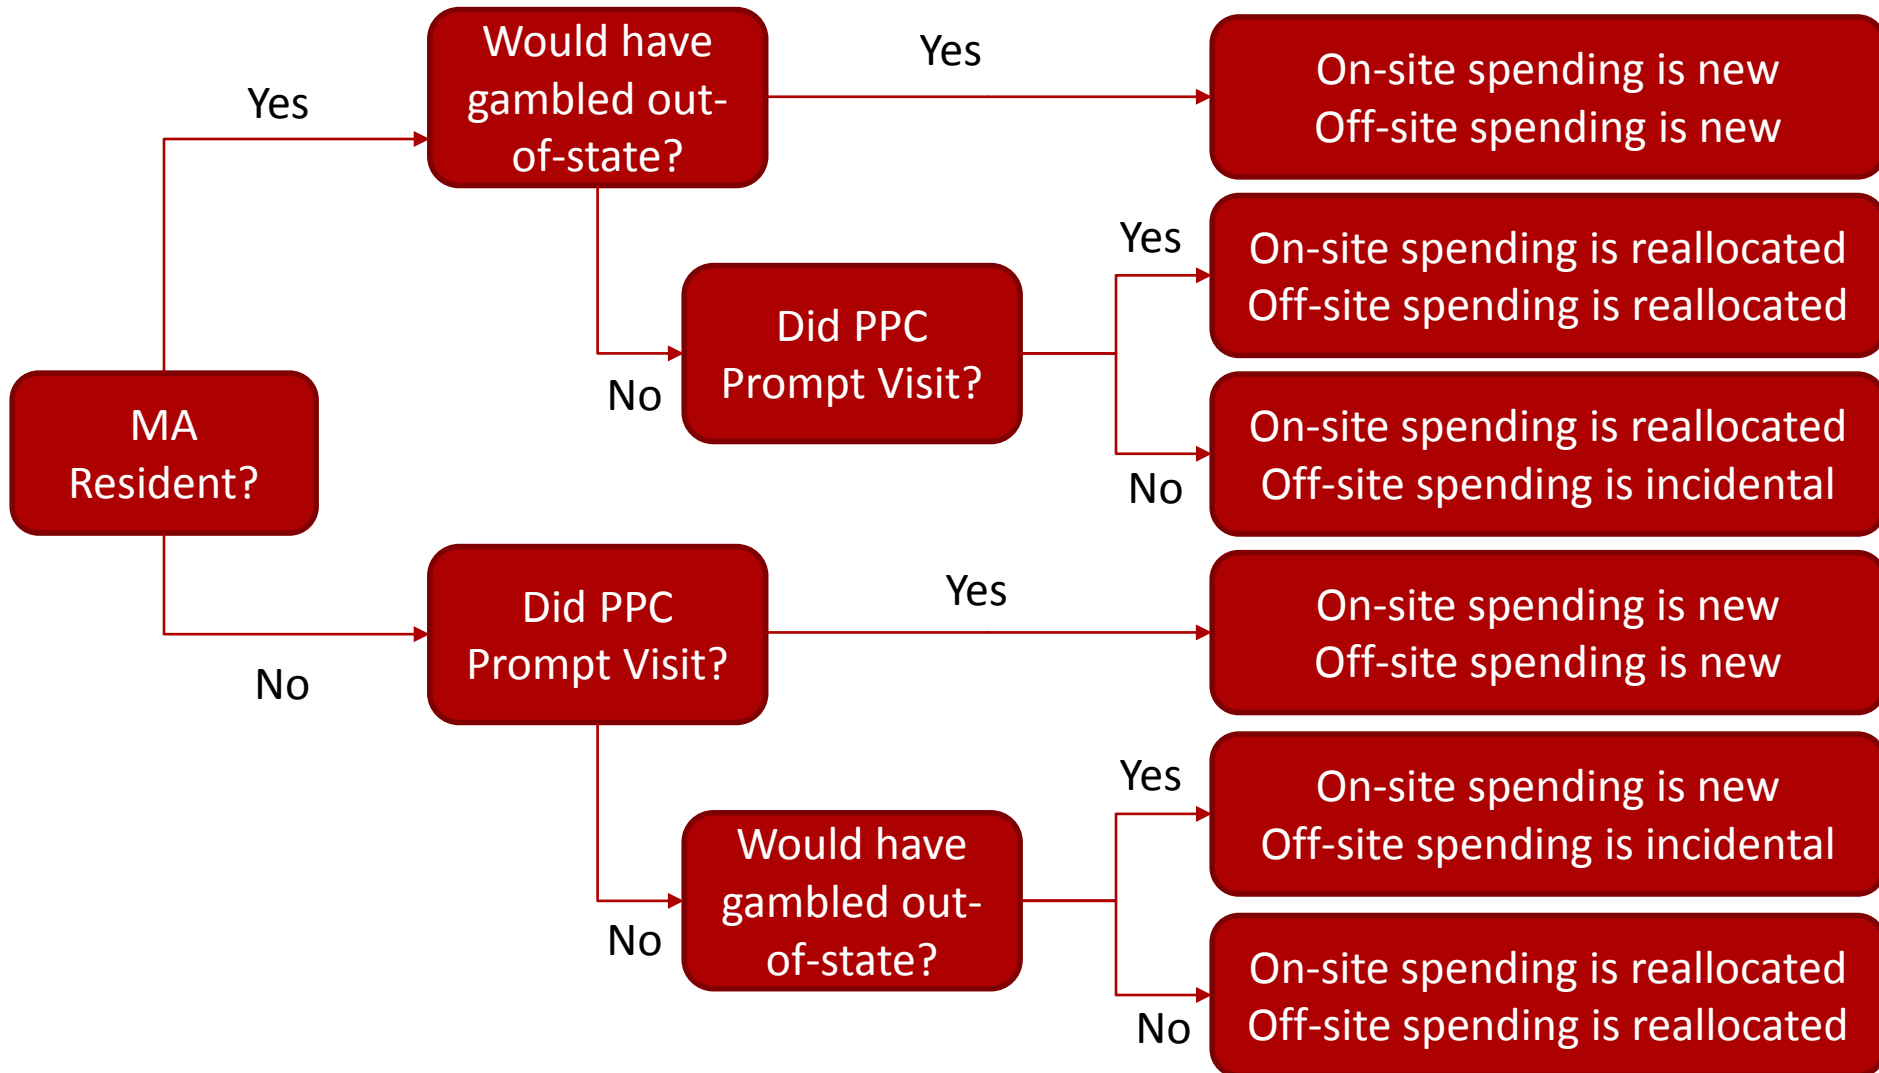 Would have
gambled out-
of-state?
Yes
On-site spending is new
Off-site spending is new
Yes
No
Did PPC
Prompt Visit?
Yes
On-site spending is reallocated
Off-site spending is reallocated
No
On-site spending is reallocated
Off-site spending is incidental
MA
Resident?
No
Did PPC
Prompt Visit?
Yes
On-site spending is new
Off-site spending is new
No
Would have
gambled out-
of-state?
Yes
On-site spending is new
Off-site spending is incidental
No
On-site spending is reallocated
Off-site spending is reallocated